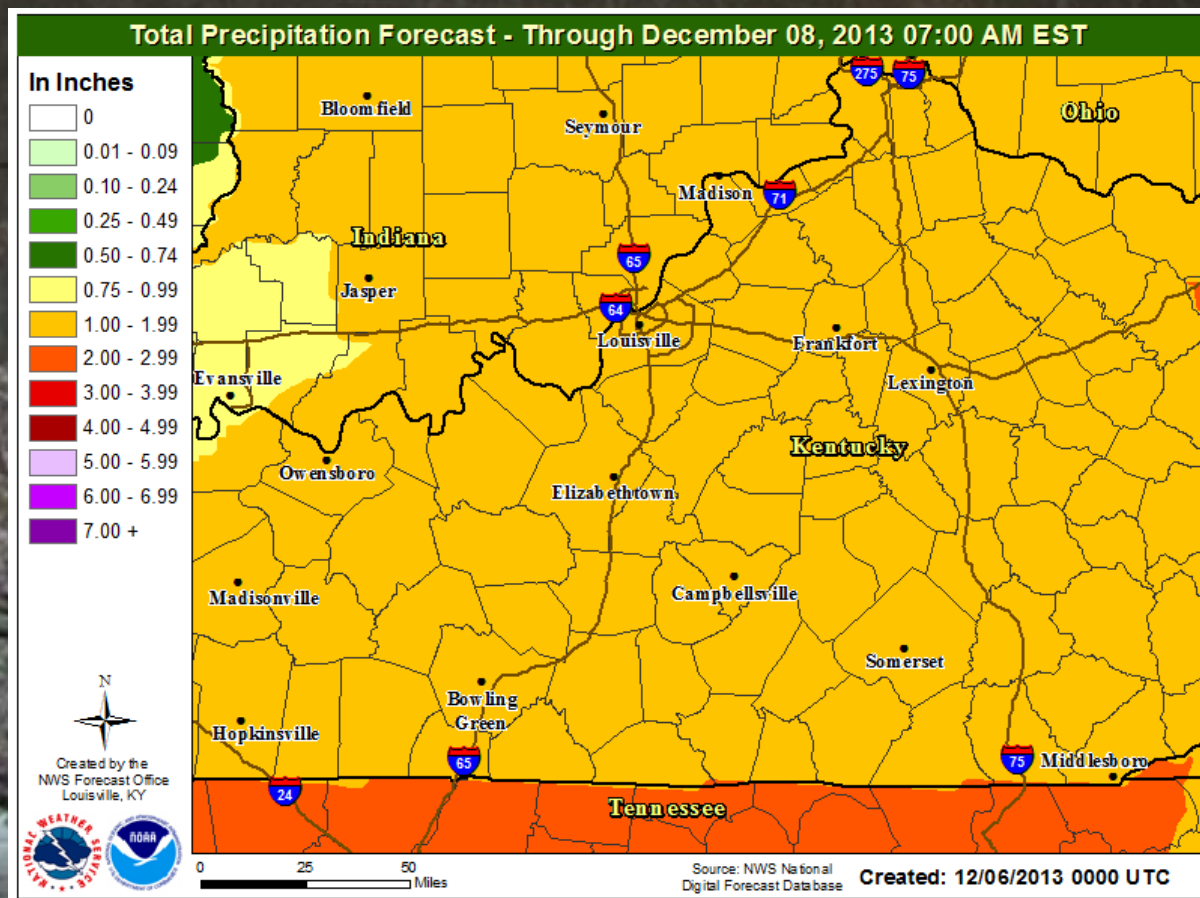 Total Precipitation Forecast - Through December 08, 2013 07:00 AM EST
In Inches
0
0.01 - 0.09
0.10 - 0.24
0.25 - 0.49
0.50 - 0.74
0.75 - 0.99
1.00 - 1.99
2.00 - 2.99
3.00 - 3.99
4.00 - 4.99
5.00 - 5.99
6.00 - 6.99
7.00 +
275
75
Bloomfield
Seymour
Ohio
Madison
71
Indiana
65
Jasper
64
Louisville
Frankfort
Evansville
Lexington
Kentucky
Owensboro
Elizabethtown
Madisonville
Campbellsville
Somerset
Bowling
Green
Hopkinsville
65
75
Middlesboro
24
Tennessee
N
Created by the
NWS Forecast Office
Louisville, KY
NATIONAL WEATHER SERVICE
NOAA
0 25 50
Miles
Source: NWS National
Digital Forecast Database
Created: 12/06/2013 0000 UTC